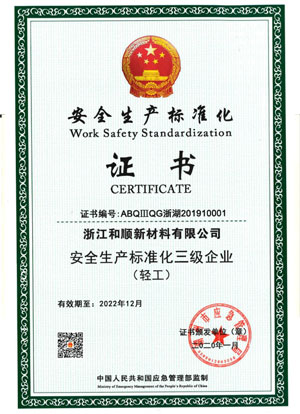 安全生产标准化
Work Safety Standardization
证 书
CERTIFICATE
证书编号:ABQⅢQG浙湖201910001
浙江和顺新材料有限公司
安全生产标准化三级企业
（轻工）
有效期至：2022年12月
证书颁发单位（章）
二〇二〇年一月
中国人民共和国应急管理部监制
Ministry of Emergency Management of the People's Republic of China